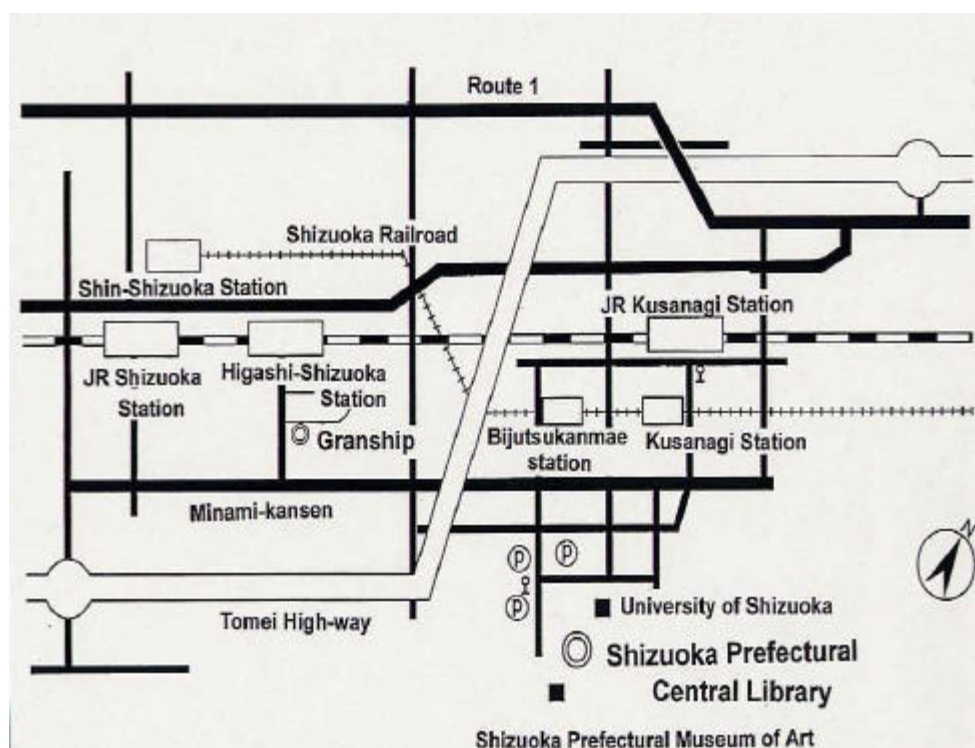 Route 1
Shizuoka Railroad
Shin-Shizuoka Station
JR Kusanagi Station
JR Shizuoka
Station
Higashi-Shizuoka
Station
Granship
Bijutsukanmae
station
Kusanagi Station
Minami-kansen
N
P
P
P
Tomei High-way
University of Shizuoka
Shizuoka Prefectural
Central Library
Shizuoka Prefectural Museum of Art